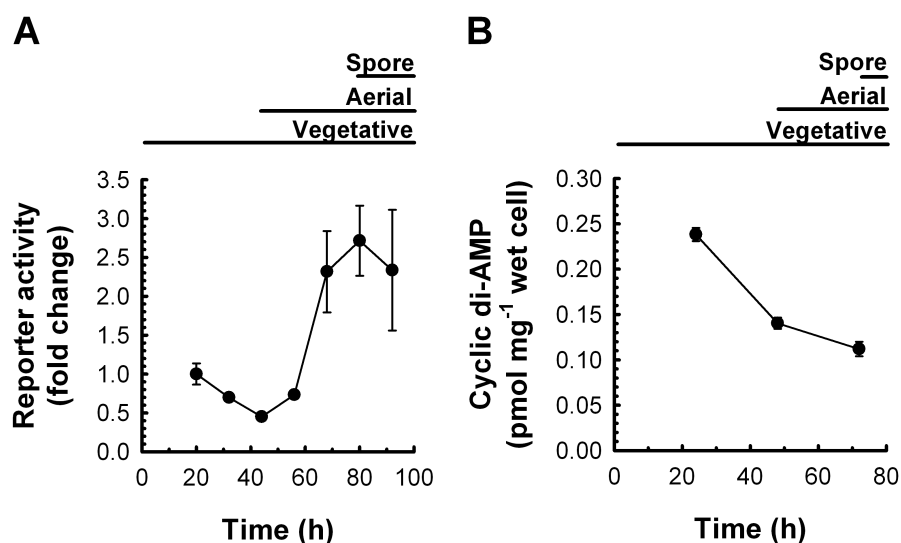 A
Spore
Aerial
Vegetative
Reporter activity
(fold change)
3.5
3.0
2.5
2.0
1.5
1.0
0.5
0.0
0 20 40 60 80 100
Time (h)
B
Spore
Aerial
Vegetative
Cyclic di-AMP
(pmol mg⁻¹ wet cell)
0.30
0.25
0.20
0.15
0.10
0.05
0.00
0 20 40 60 80
Time (h)